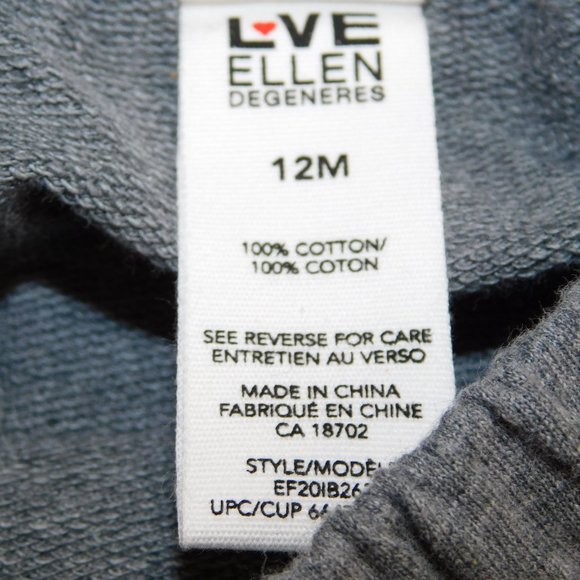 L♥VE
ELLEN
DEGENERES
12M
100% COTTON/
100% COTON
SEE REVERSE FOR CARE
ENTRETIEN AU VERSO
MADE IN CHINA
FABRIQUÉ EN CHINE
CA 18702
UPC/CUP